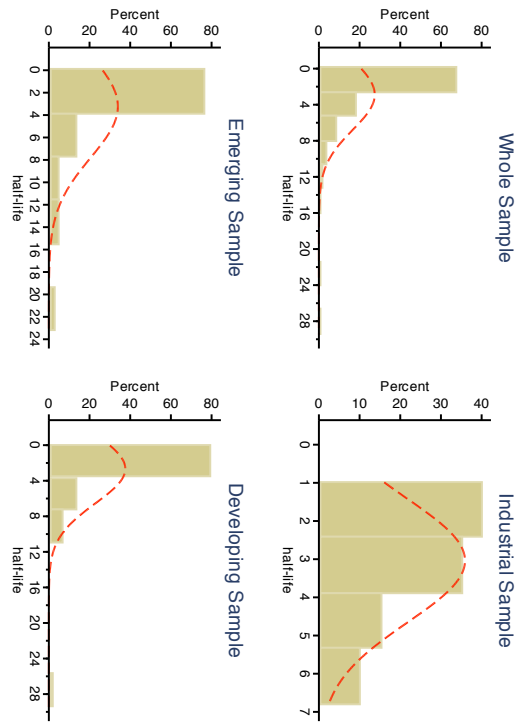 Whole Sample
Percent
80
60
40
20
0
0 4 8 12 16 20 24 28
half-life
Industrial Sample
Percent
40
30
20
10
0
0 1 2 3 4 5 6 7
half-life
Emerging Sample
Percent
80
60
40
20
0
0 2 4 6 8 10 12 14 16 18 20 22 24
half-life
Developing Sample
Percent
80
60
40
20
0
0 4 8 12 16 20 24 28
half-life